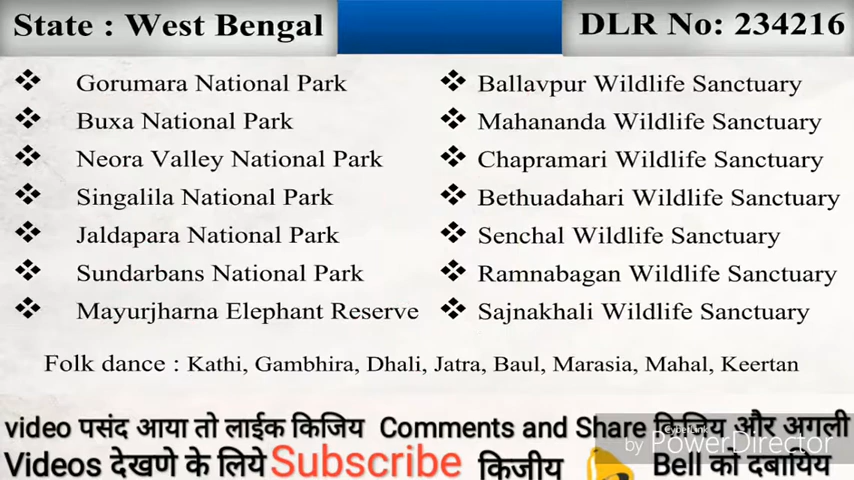 State : West Bengal
DLR No: 234216
❖ Gorumara National Park
❖ Buxa National Park
❖ Neora Valley National Park
❖ Singalila National Park
❖ Jaldapara National Park
❖ Sundarbans National Park
❖ Mayurjharna Elephant Reserve
❖ Ballavpur Wildlife Sanctuary
❖ Mahananda Wildlife Sanctuary
❖ Chapramari Wildlife Sanctuary
❖ Bethuadahari Wildlife Sanctuary
❖ Senchal Wildlife Sanctuary
❖ Ramnabagan Wildlife Sanctuary
❖ Sajnakhali Wildlife Sanctuary
Folk dance : Kathi, Gambhira, Dhali, Jatra, Baul, Marasia, Mahal, Keertan
video पसंद आया तो लाईक किजिय Comments and Share किजिय और अगली
Videos देखणे के लिये Subscribe किजीय Bell को दबायिय
CyberLink
by PowerDirector